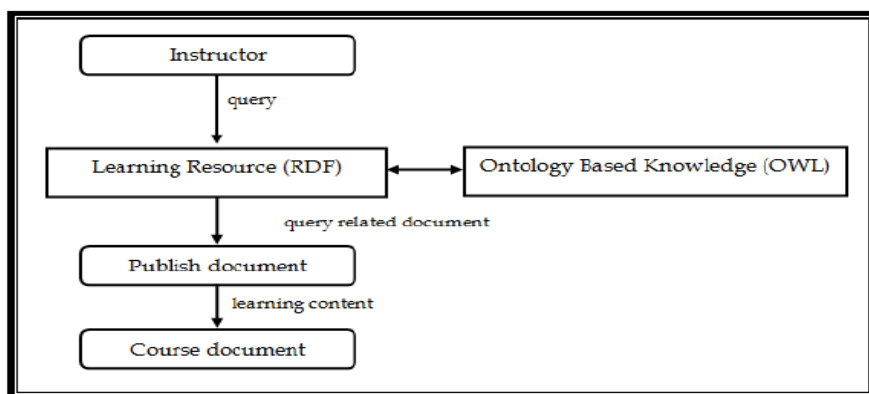 Instructor
query
Learning Resource (RDF)
Ontology Based Knowledge (OWL)
query related document
Publish document
learning content
Course document